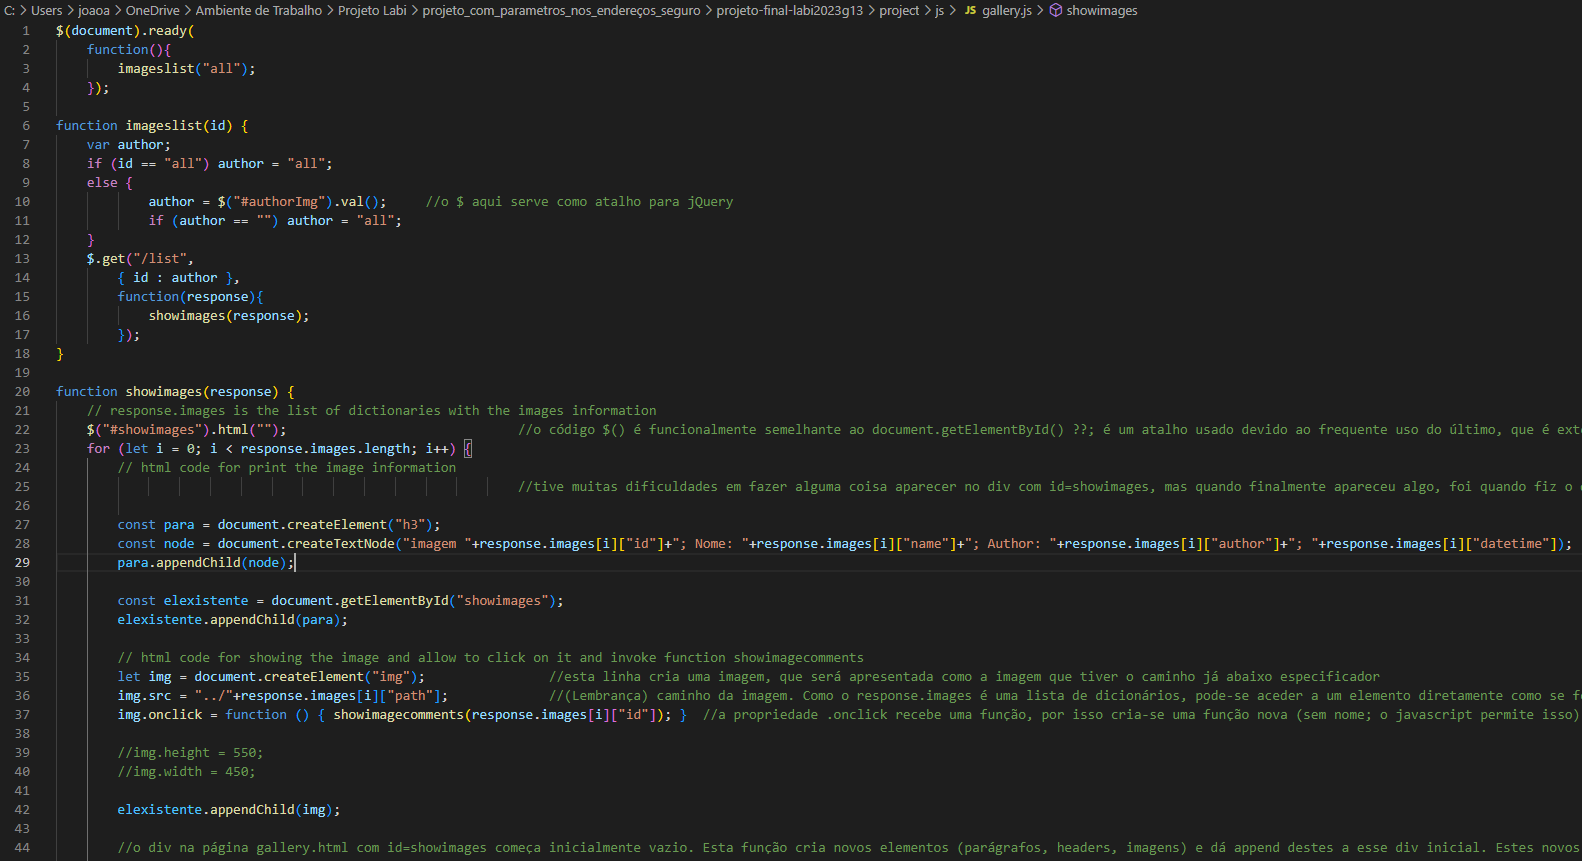 C: > Users > joaoa > OneDrive > Ambiente de Trabalho > Projeto Labi > projeto_com_parametros_nos_endereços_seguro > projeto-final-labi2023g13 > project > js > JS gallery.js > showimages
1 $(document).ready(
2 function(){
3 imageslist("all");
4 });
5
6 function imageslist(id) {
7 var author;
8 if (id == "all") author = "all";
9 else {
10 author = $("#authorImg").val(); //o $ aqui serve como atalho para jQuery
11 if (author == "") author = "all";
12 }
13 $.get("/list",
14 { id : author },
15 function(response){
16 showimages(response);
17 });
18 }
19
20 function showimages(response) {
21 // response.images is the list of dictionaries with the images information
22 $("#showimages").html(""); //o código $() é funcionalmente semelhante ao document.getElementById() ??; é um atalho usado devido ao frequente uso do último, que é ext
23 for (let i = 0; i < response.images.length; i++) {
24 // html code for print the image information
25 //tive muitas dificuldades em fazer alguma coisa aparecer no div com id=showimages, mas quando finalmente apareceu algo, foi quando fiz o
26
27 const para = document.createElement("h3");
28 const node = document.createTextNode("imagem "+response.images[i]["id"]+"; Nome: "+response.images[i]["name"]+"; Author: "+response.images[i]["author"]+"; "+response.images[i]["datetime"]);
29 para.appendChild(node);
30
31 const elexistente = document.getElementById("showimages");
32 elexistente.appendChild(para);
33
34 // html code for showing the image and allow to click on it and invoke function showimagecomments
35 let img = document.createElement("img"); //esta linha cria uma imagem, que será apresentada como a imagem que tiver o caminho já abaixo especificador
36 img.src = "../"+response.images[i]["path"]; //(Lembrança) caminho da imagem. Como o response.images é uma lista de dicionários, pode-se aceder a um elemento diretamente como se f
37 img.onclick = function () { showimagecomments(response.images[i]["id"]); } //a propriedade .onclick recebe uma função, por isso cria-se uma função nova (sem nome; o javascript permite isso)
38
39 //img.height = 550;
40 //img.width = 450;
41
42 elexistente.appendChild(img);
43
44 //o div na página gallery.html com id=showimages começa inicialmente vazio. Esta função cria novos elementos (parágrafos, headers, imagens) e dá append destes a esse div inicial. Estes novos